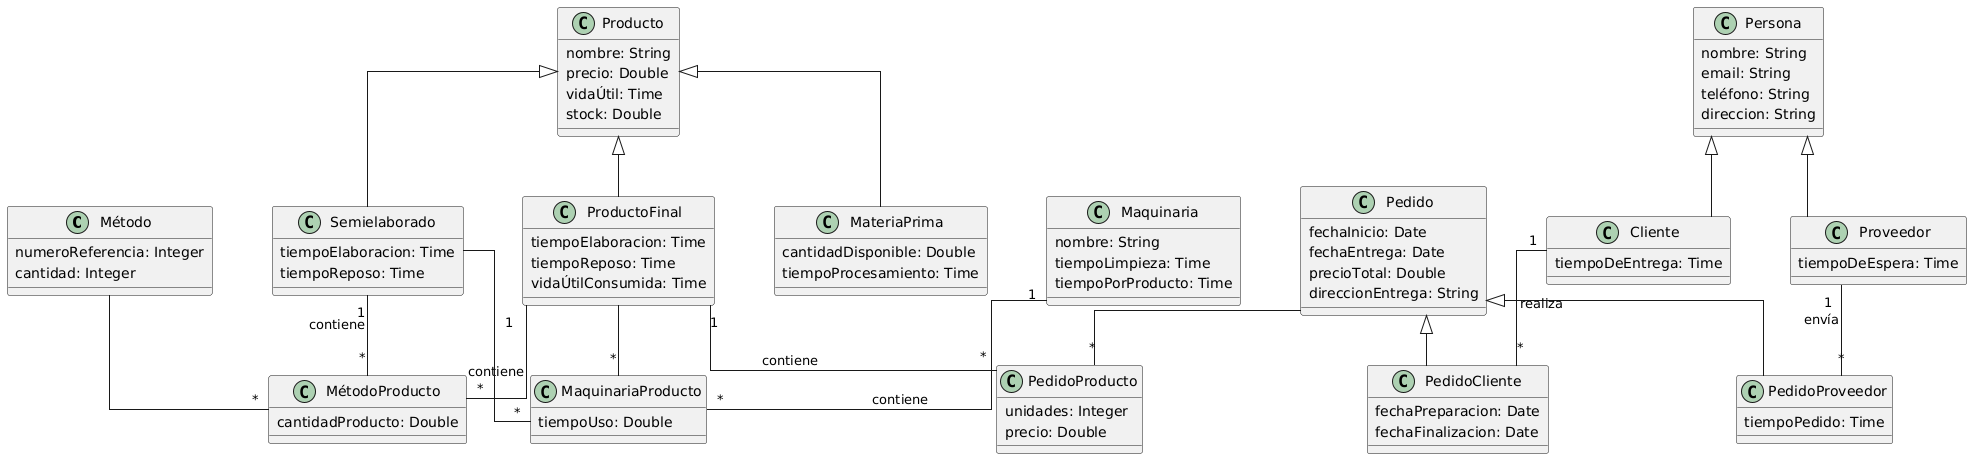 C Producto
nombre: String
precio: Double
vidaÚtil: Time
stock: Double
C Persona
nombre: String
email: String
teléfono: String
direccion: String
C Método
numeroReferencia: Integer
cantidad: Integer
C Semielaborado
tiempoElaboracion: Time
tiempoReposo: Time
C ProductoFinal
tiempoElaboracion: Time
tiempoReposo: Time
vidaÚtilConsumida: Time
C MateriaPrima
cantidadDisponible: Double
tiempoProcesamiento: Time
C Maquinaria
nombre: String
tiempoLimpieza: Time
tiempoPorProducto: Time
C Pedido
fechaInicio: Date
fechaEntrega: Date
precioTotal: Double
direccionEntrega: String
C Cliente
tiempoDeEntrega: Time
C Proveedor
tiempoDeEspera: Time
1
contiene
*
1
contiene
*
*
*
*
1
contiene
*
1
*
contiene
*
1
realiza
*
1
envía
*
C MétodoProducto
cantidadProducto: Double
C MaquinariaProducto
tiempoUso: Double
C PedidoProducto
unidades: Integer
precio: Double
C PedidoCliente
fechaPreparacion: Date
fechaFinalizacion: Date
C PedidoProveedor
tiempoPedido: Time